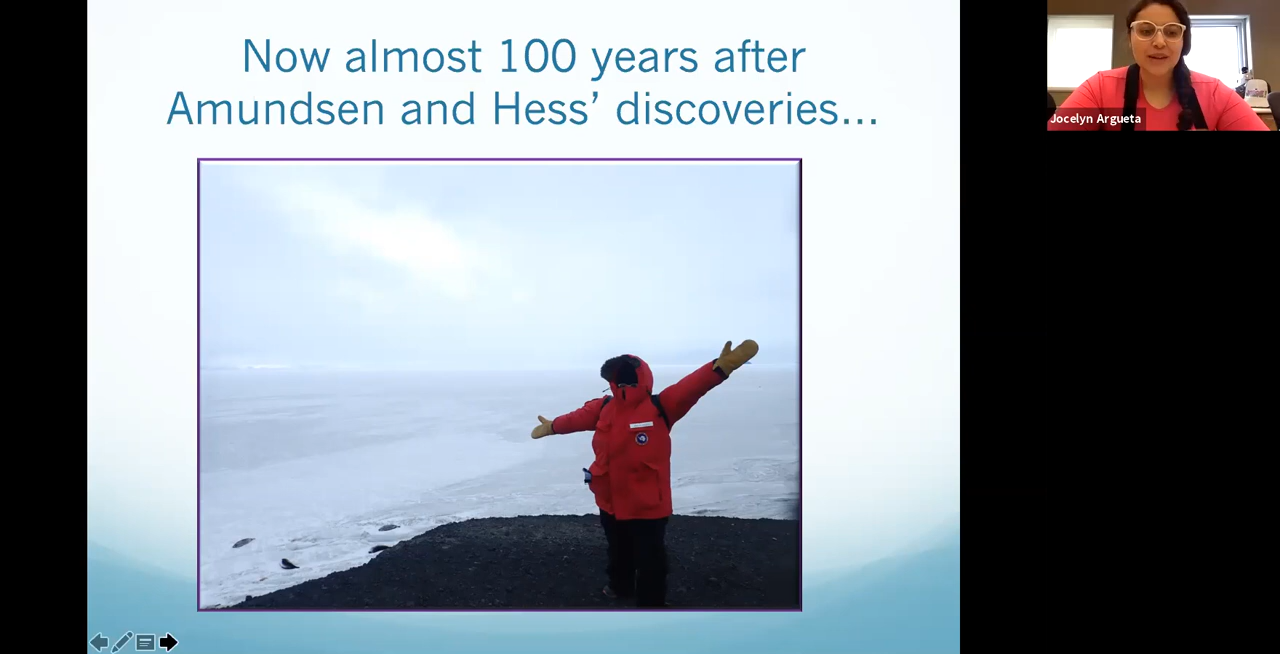 Now almost 100 years after
Amundsen and Hess’ discoveries...
Jocelyn Argueta